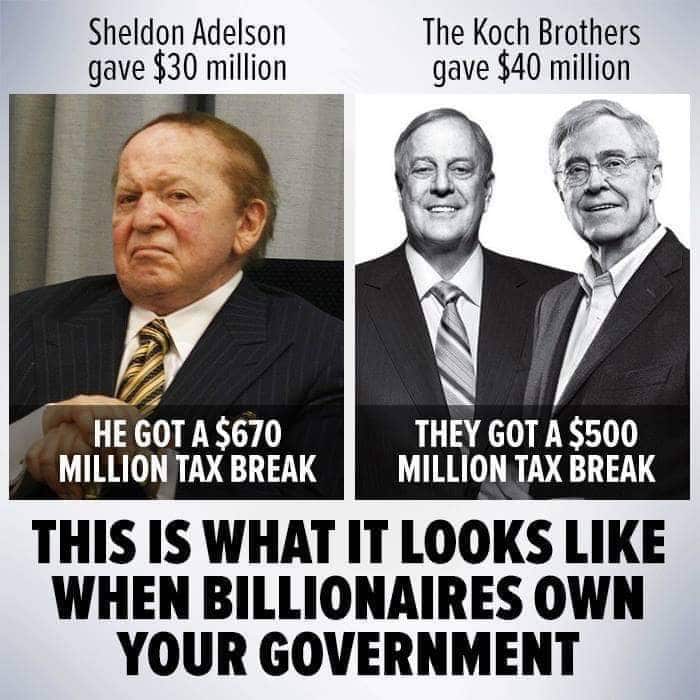 Sheldon Adelson
gave $30 million
The Koch Brothers
gave $40 million
HE GOT A $670
MILLION TAX BREAK
THEY GOT A $500
MILLION TAX BREAK
THIS IS WHAT IT LOOKS LIKE
WHEN BILLIONAIRES OWN
YOUR GOVERNMENT